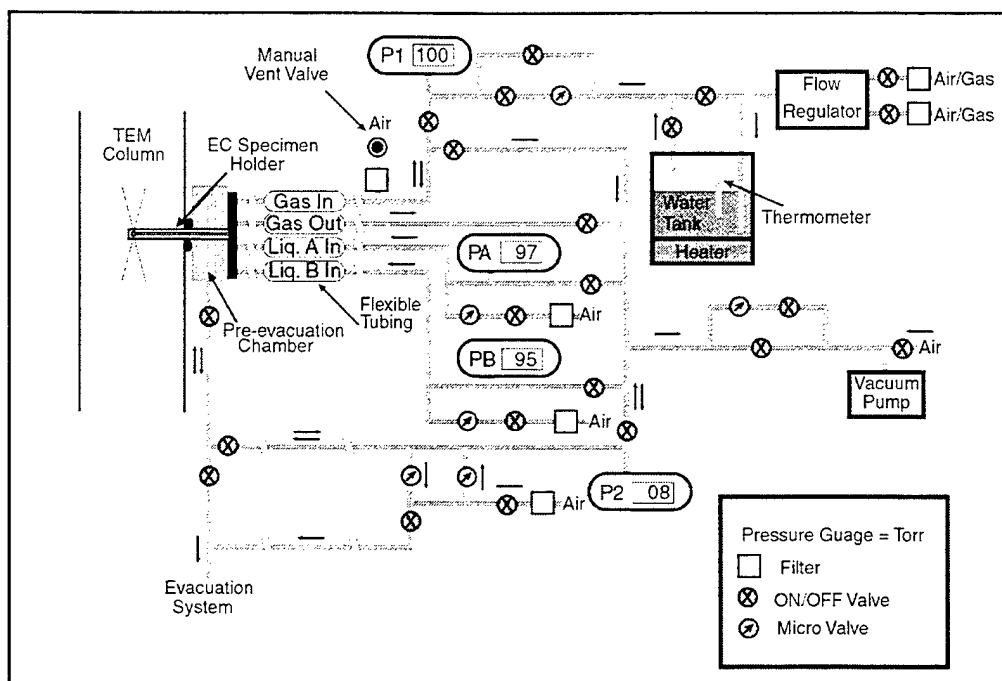 Manual
Vent Valve
P1 100
Air
Flow
Regulator
Air/Gas
Air/Gas
TEM
Column
EC Specimen
Holder
Gas In
Gas Out
Liq. A In
Liq. B In
Flexible
Tubing
Pre-evacuation
Chamber
PA 97
Air
PB 95
Air
Water
Tank
Heater
Thermometer
Air
Vacuum
Pump
P2 08
Air
Evacuation
System
Pressure Guage = Torr
Filter
ON/OFF Valve
Micro Valve